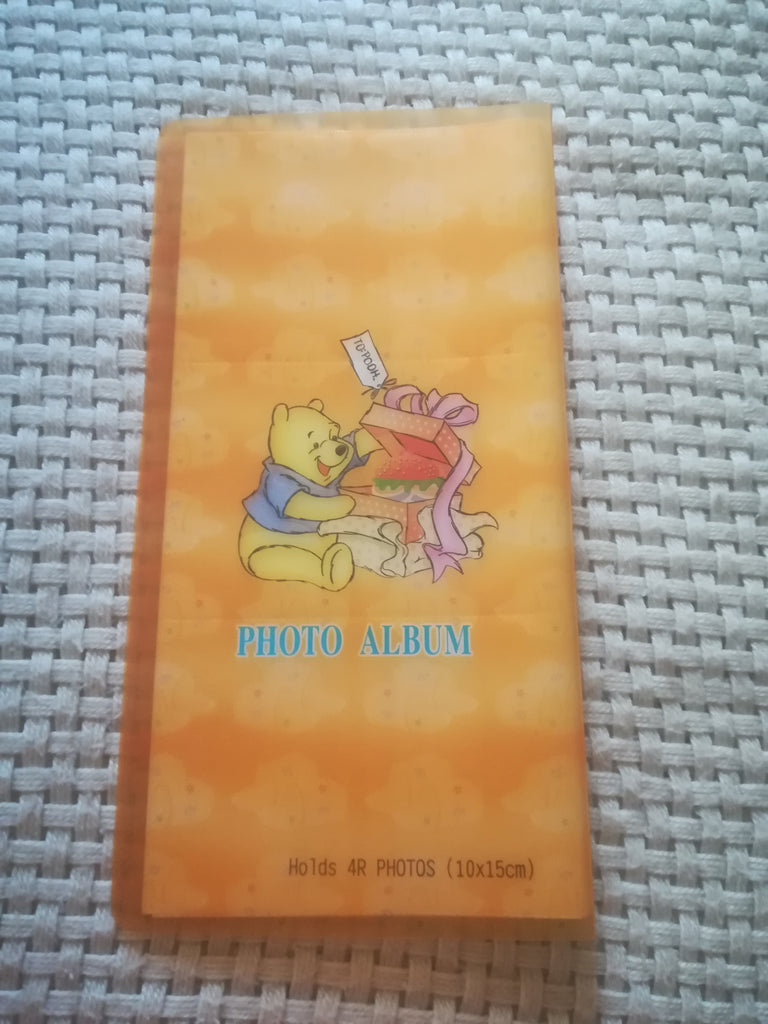 TO:POOH.
PHOTO ALBUM
Holds 4R PHOTOS (10x15cm)